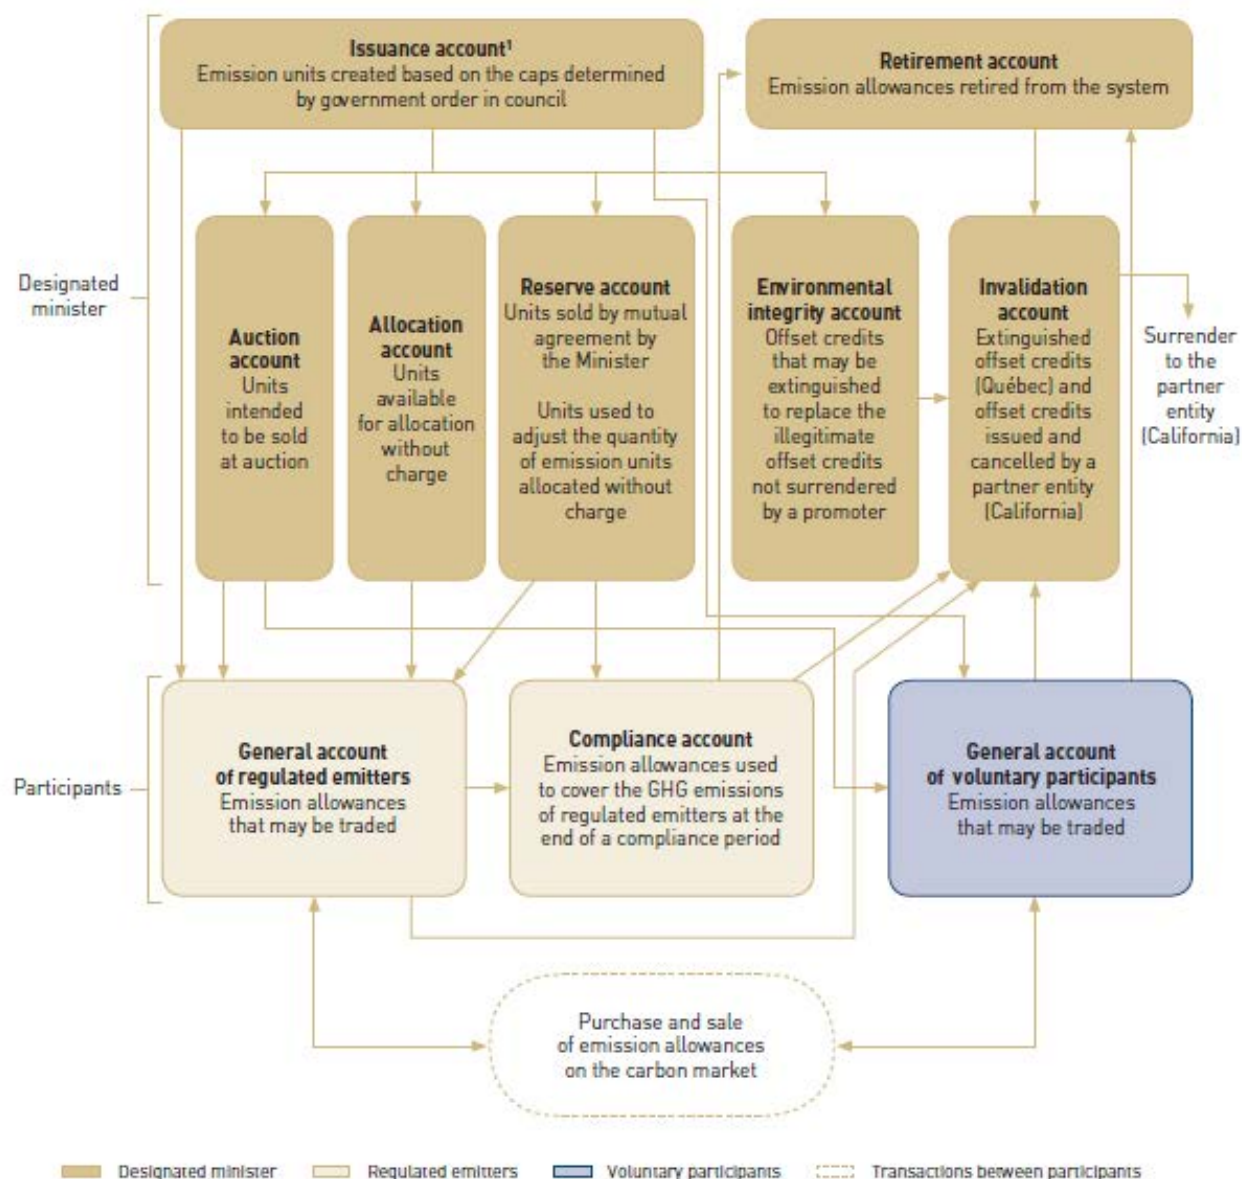 Issuance account¹
Emission units created based on the caps determined
by government order in council
Retirement account
Emission allowances retired from the system
Designated
minister
Auction
account
Units
intended
to be sold
at auction
Allocation
account
Units
available
for allocation
without
charge
Reserve account
Units sold by mutual
agreement by
the Minister
Units used to
adjust the quantity
of emission units
allocated without
charge
Environmental
integrity account
Offset credits
that may be
extinguished
to replace the
illegitimate
offset credits
not surrendered
by a promoter
Invalidation
account
Extinguished
offset credits
(Québec) and
offset credits
issued and
cancelled by a
partner entity
(California)
Surrender
to the
partner
entity
(California)
Participants
General account
of regulated emitters
Emission allowances
that may be traded
Compliance account
Emission allowances used
to cover the GHG emissions
of regulated emitters at the
end of a compliance period
General account
of voluntary participants
Emission allowances
that may be traded
Purchase and sale
of emission allowances
on the carbon market
Designated minister
Regulated emitters
Voluntary participants
Transactions between participants